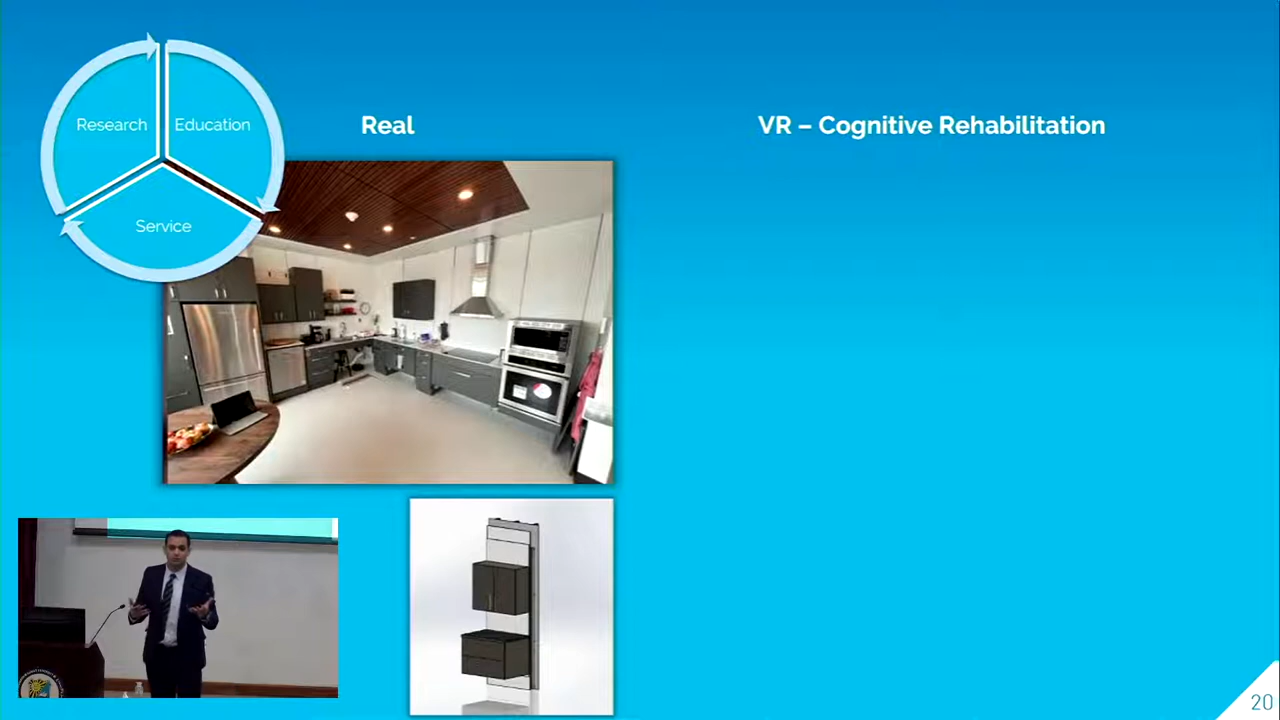 Research
Education
Service
Real
VR – Cognitive Rehabilitation
20